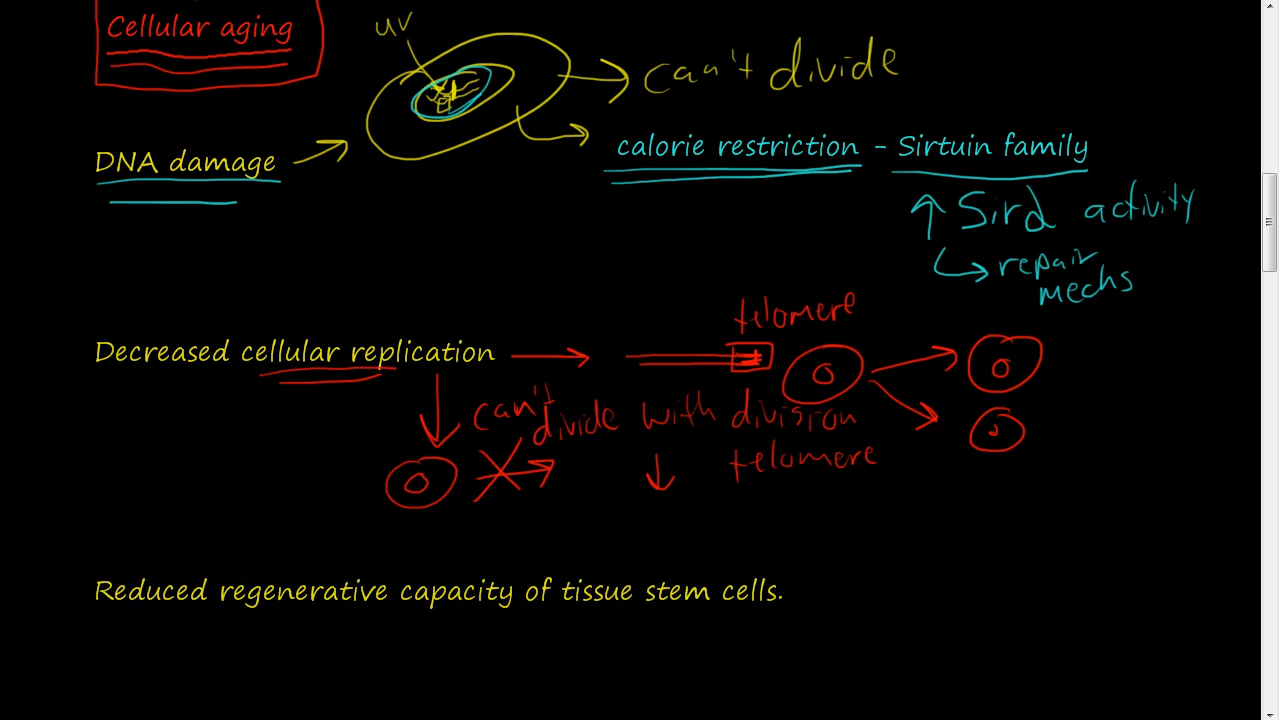 Cellular aging
uv
can't divide
calorie restriction - Sirtuin family
DNA damage
↑ Sird activity
repair
mechs
telomere
Decreased cellular replication
can't
divide with division
↓ telomere
Reduced regenerative capacity of tissue stem cells.